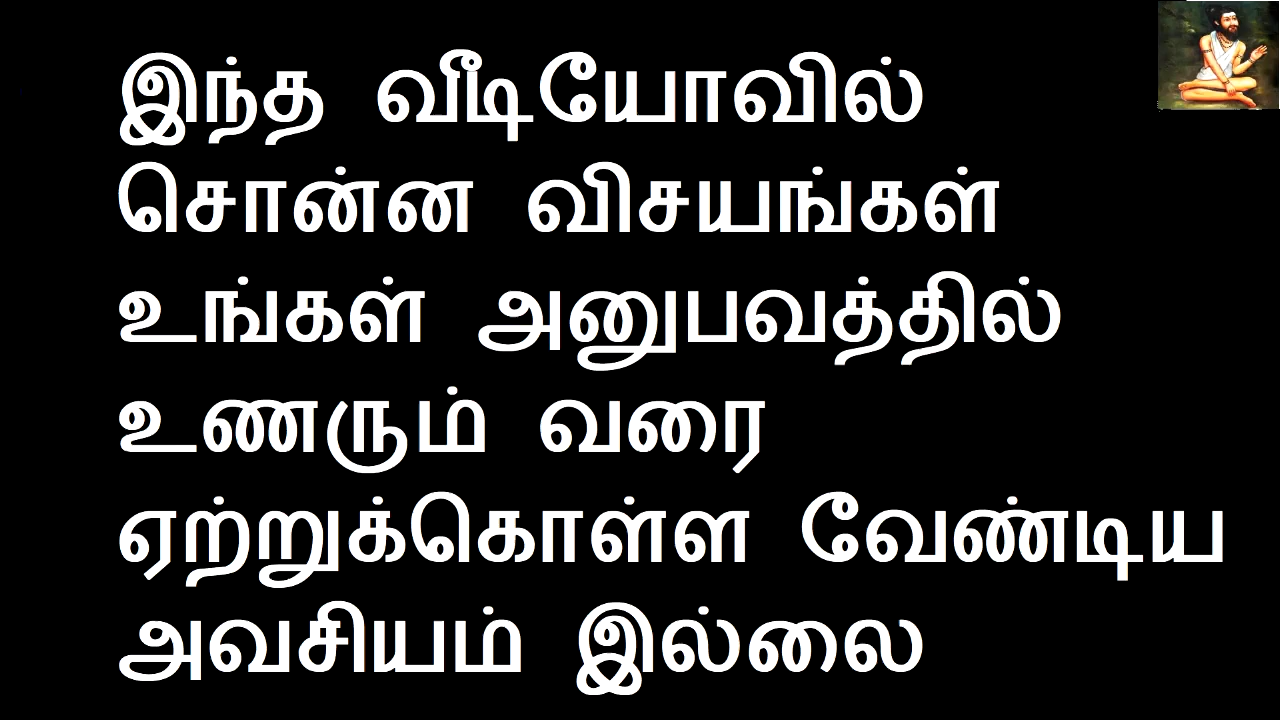 இந்த வீடியோவில்
சொன்ன விசயங்கள்
உங்கள் அனுபவத்தில்
உணரும் வரை
ஏற்றுக்கொள்ள வேண்டிய
அவசியம் இல்லை